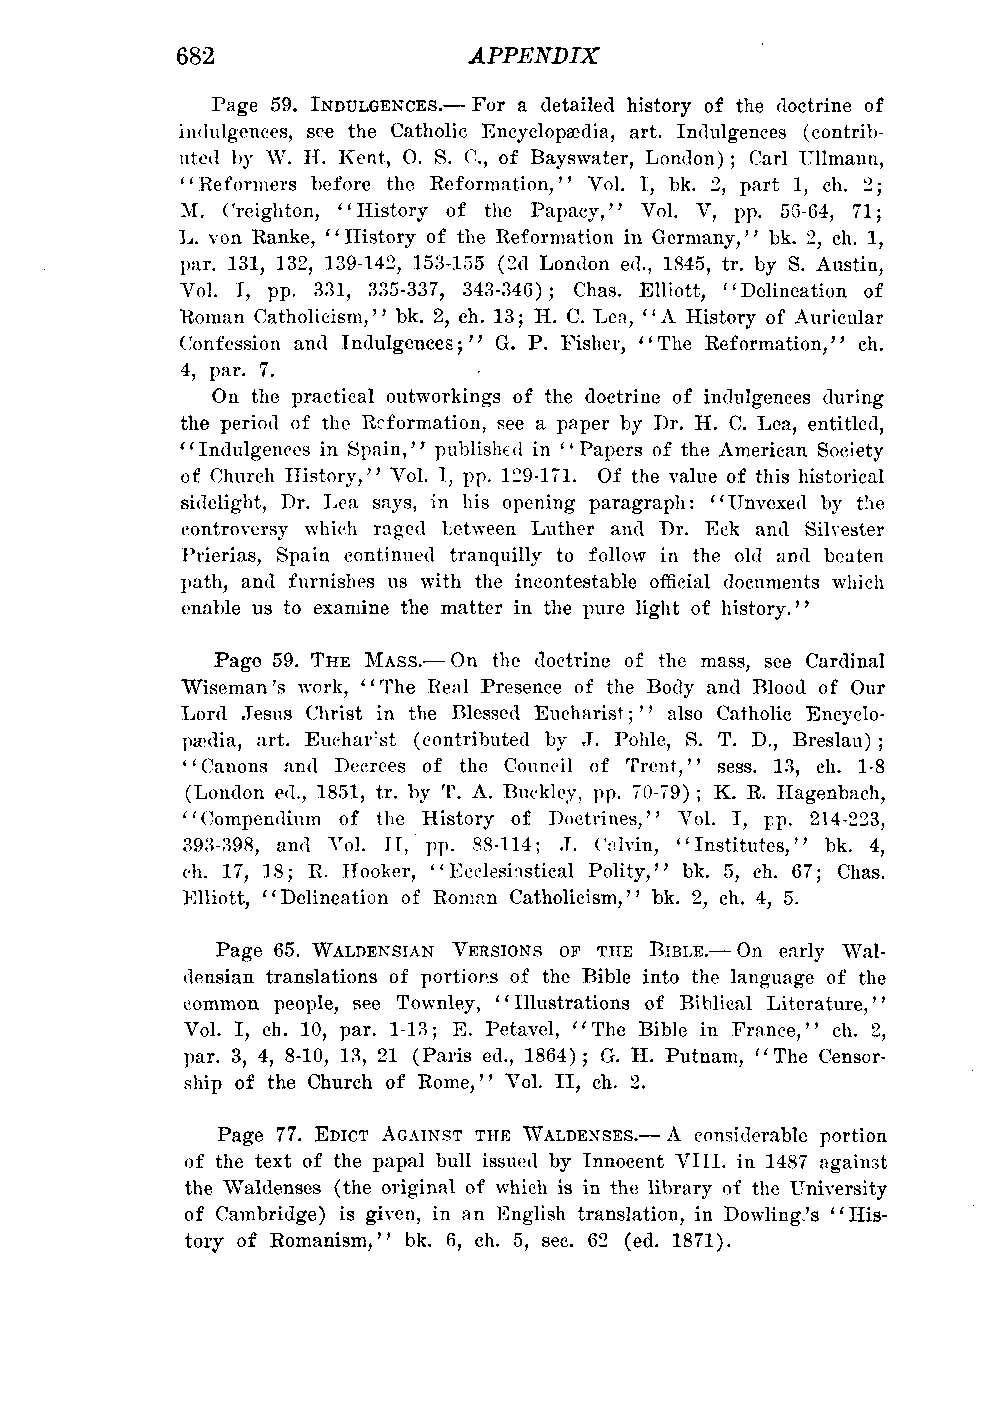 682 APPENDIX
Page 59. INDULGENCES.— For a detailed history of the doctrine of
indulgences, see the Catholic Encyclopædia, art. Indulgences (contrib-
uted by W. H. Kent, O. S. C., of Bayswater, London); Carl Ullmann,
‘‘Reformers before the Reformation,’’ Vol. I, bk. 2, part 1, ch. 2;
M. Creighton, ‘‘History of the Papacy,’’ Vol. V, pp. 56-64, 71;
L. von Ranke, ‘‘History of the Reformation in Germany,’’ bk. 2, ch. 1,
par. 131, 132, 139-142, 153-155 (2d London ed., 1845, tr. by S. Austin,
Vol. I, pp. 331, 335-337, 343-346); Chas. Elliott, ‘‘Delineation of
Roman Catholicism,’’ bk. 2, ch. 13; H. C. Lea, ‘‘A History of Auricular
Confession and Indulgences;’’ G. P. Fisher, ‘‘The Reformation,’’ ch.
4, par. 7.
On the practical outworkings of the doctrine of indulgences during
the period of the Reformation, see a paper by Dr. H. C. Lea, entitled,
‘‘Indulgences in Spain,’’ published in ‘‘Papers of the American Society
of Church History,’’ Vol. I, pp. 129-171. Of the value of this historical
sidelight, Dr. Lea says, in his opening paragraph: ‘‘Unvexed by the
controversy which raged between Luther and Dr. Eck and Silvester
Prierias, Spain continued tranquilly to follow in the old and beaten
path, and furnishes us with the incontestable official documents which
enable us to examine the matter in the pure light of history.’’
Page 59. THE MASS.— On the doctrine of the mass, see Cardinal
Wiseman's work, ‘‘The Real Presence of the Body and Blood of Our
Lord Jesus Christ in the Blessed Eucharist;’’ also Catholic Encyclo-
pædia, art. Eucharist (contributed by J. Pohle, S. T. D., Breslau);
‘‘Canons and Decrees of the Council of Trent,’’ sess. 13, ch. 1-8
(London ed., 1851, tr. by T. A. Buckley, pp. 70-79); K. R. Hagenbach,
‘‘Compendium of the History of Doctrines,’’ Vol. I, pp. 214-223,
393-398, and Vol. II, pp. 88-114; J. Calvin, ‘‘Institutes,’’ bk. 4,
ch. 17, 18; R. Hooker, ‘‘Ecclesiastical Polity,’’ bk. 5, ch. 67; Chas.
Elliott, ‘‘Delineation of Roman Catholicism,’’ bk. 2, ch. 4, 5.
Page 65. WALDENSIAN VERSIONS OF THE BIBLE.— On early Wal-
densian translations of portions of the Bible into the language of the
common people, see Townley, ‘‘Illustrations of Biblical Literature,’’
Vol. I, ch. 10, par. 1-13; E. Petavel, ‘‘The Bible in France,’’ ch. 2,
par. 3, 4, 8-10, 13, 21 (Paris ed., 1864); G. H. Putnam, ‘‘The Censor-
ship of the Church of Rome,’’ Vol. II, ch. 2.
Page 77. EDICT AGAINST THE WALDENSES.— A considerable portion
of the text of the papal bull issued by Innocent VIII. in 1487 against
the Waldenses (the original of which is in the library of the University
of Cambridge) is given, in an English translation, in Dowling's ‘‘His-
tory of Romanism,’’ bk. 6, ch. 5, sec. 62 (ed. 1871).